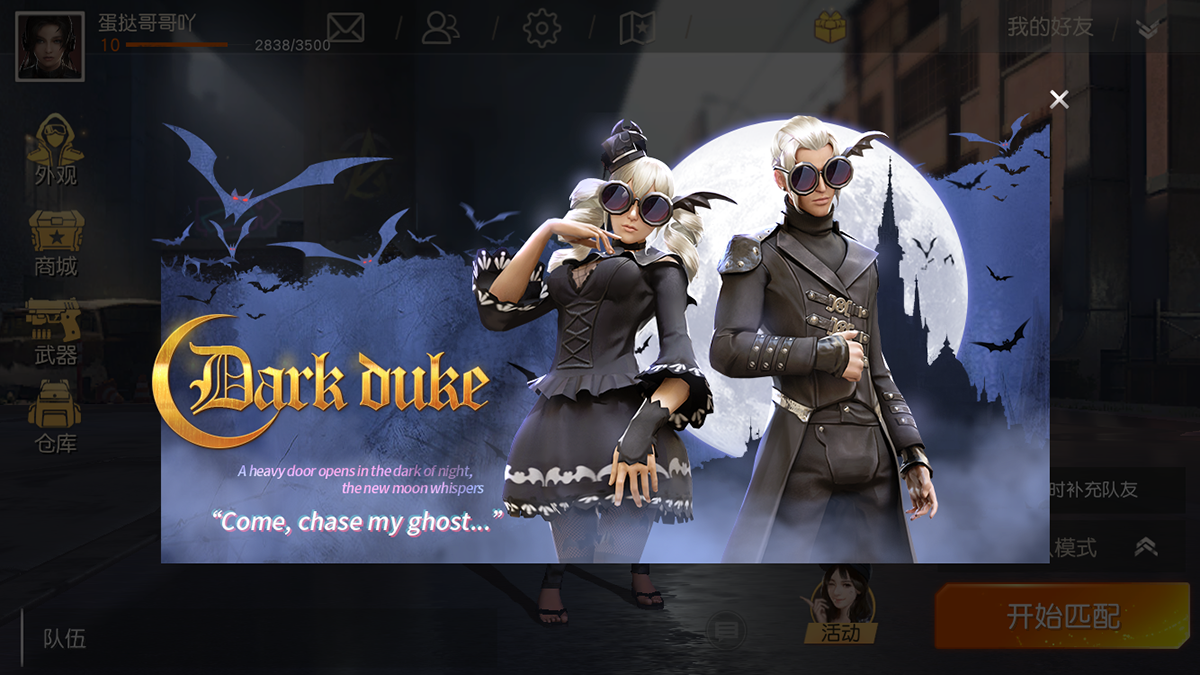 蛋挞哥哥吖
10
2838/3500
我的好友
外观
商城
武器
仓库
Dark duke
A heavy door opens in the dark of night,
the new moon whispers
“Come, chase my ghost...”
时补充队友
模式
开始匹配
活动
队伍